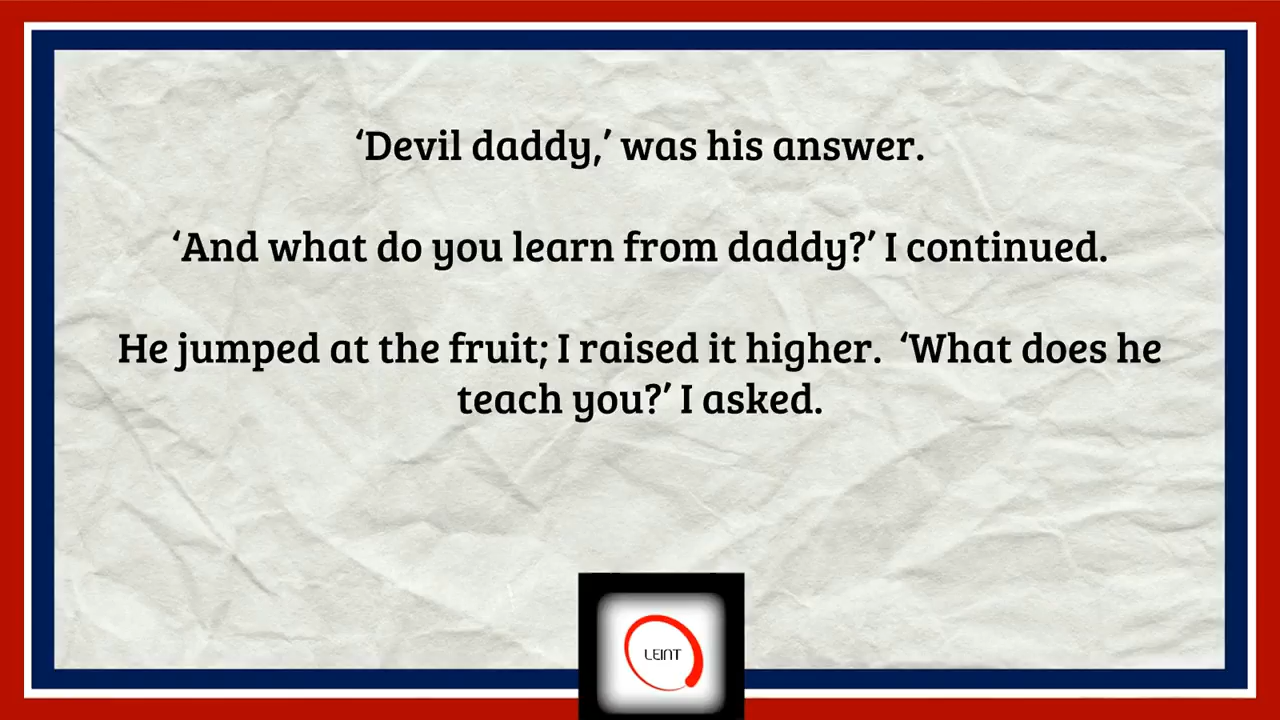 ‘Devil daddy,’ was his answer.
‘And what do you learn from daddy?’ I continued.
He jumped at the fruit; I raised it higher.  ‘What does he
teach you?’ I asked.
LEINT